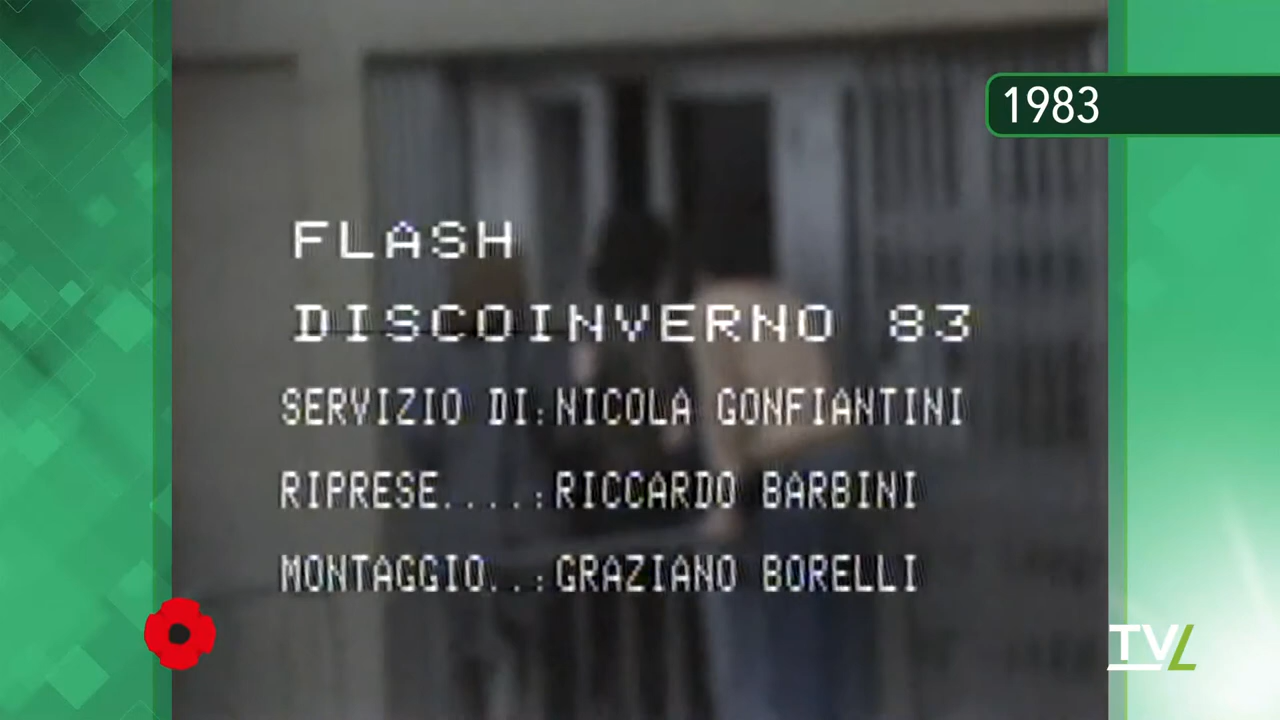 1983
FLASH
DISCOINVERNO 83
SERVIZIO DI:NICOLA GONFIANTINI
RIPRESE....:RICCARDO BARBINI
MONTAGGIO..:GRAZIANO BORELLI
TVL